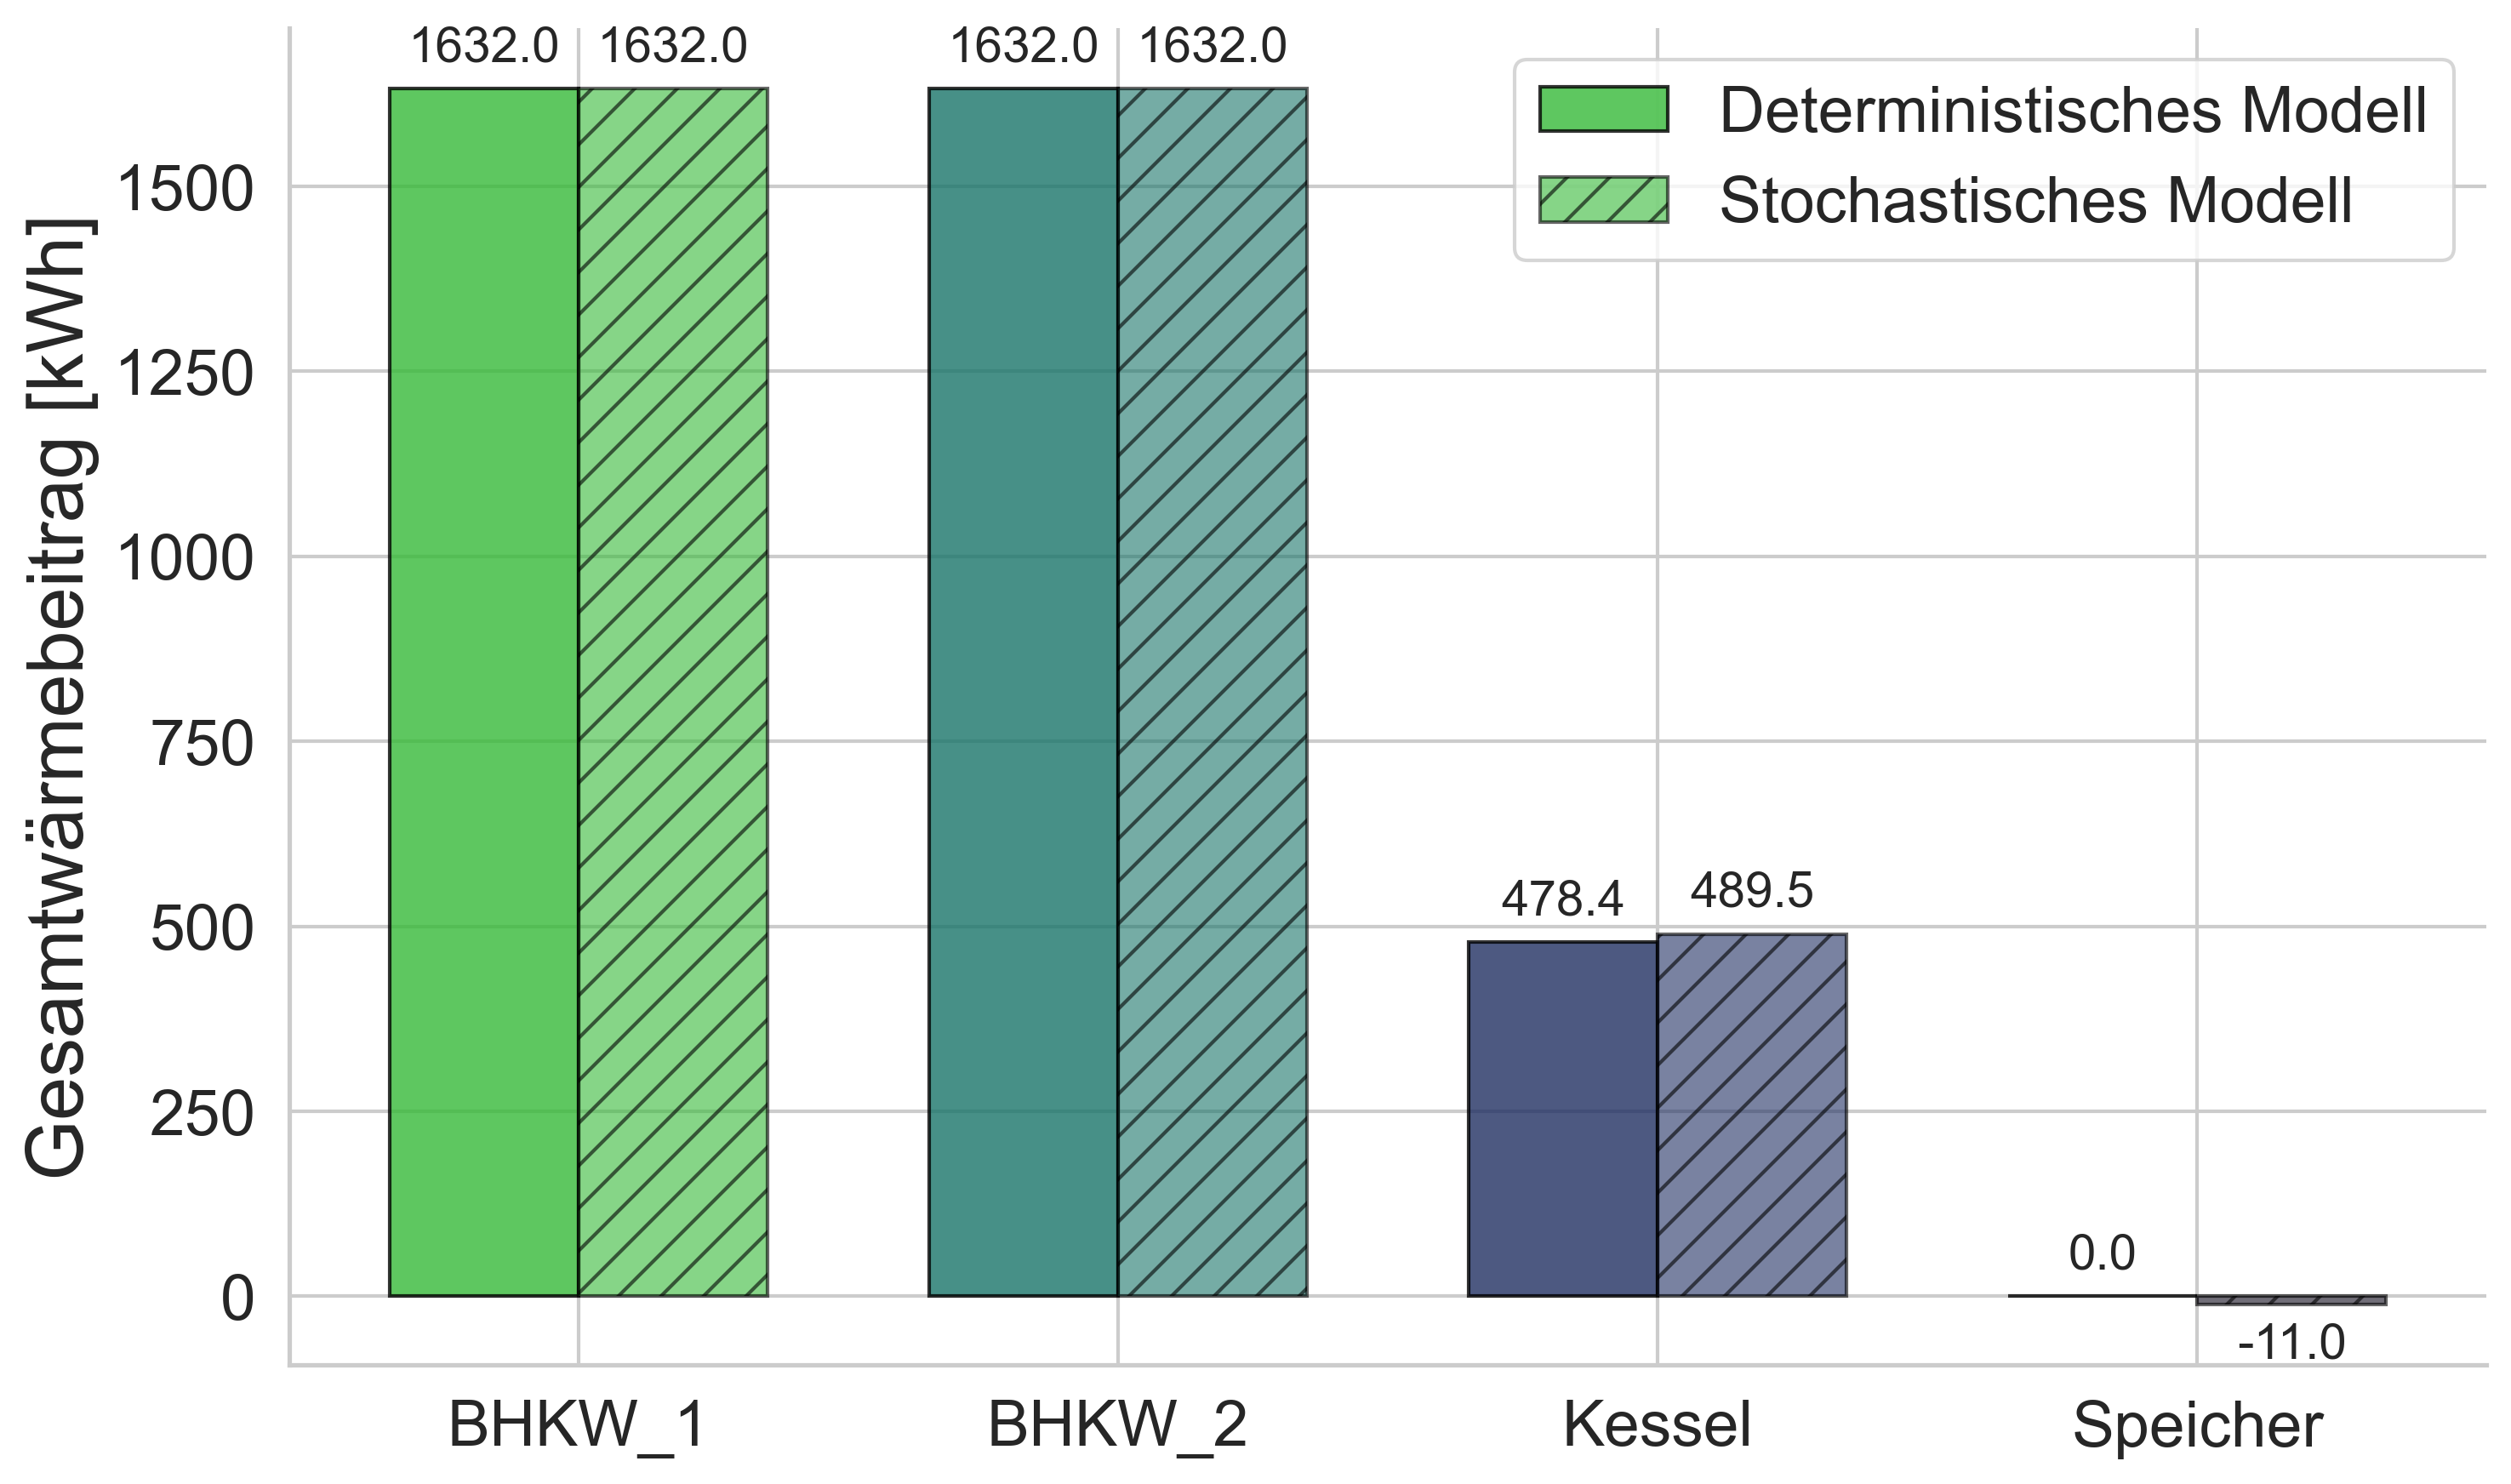 1632.0 1632.0 1632.0 1632.0
Deterministisches Modell
Stochastisches Modell
Gesamtwärmebeitrag [kWh]
1500
1250
1000
750
500
250
0
478.4 489.5
0.0
-11.0
BHKW_1 BHKW_2 Kessel Speicher